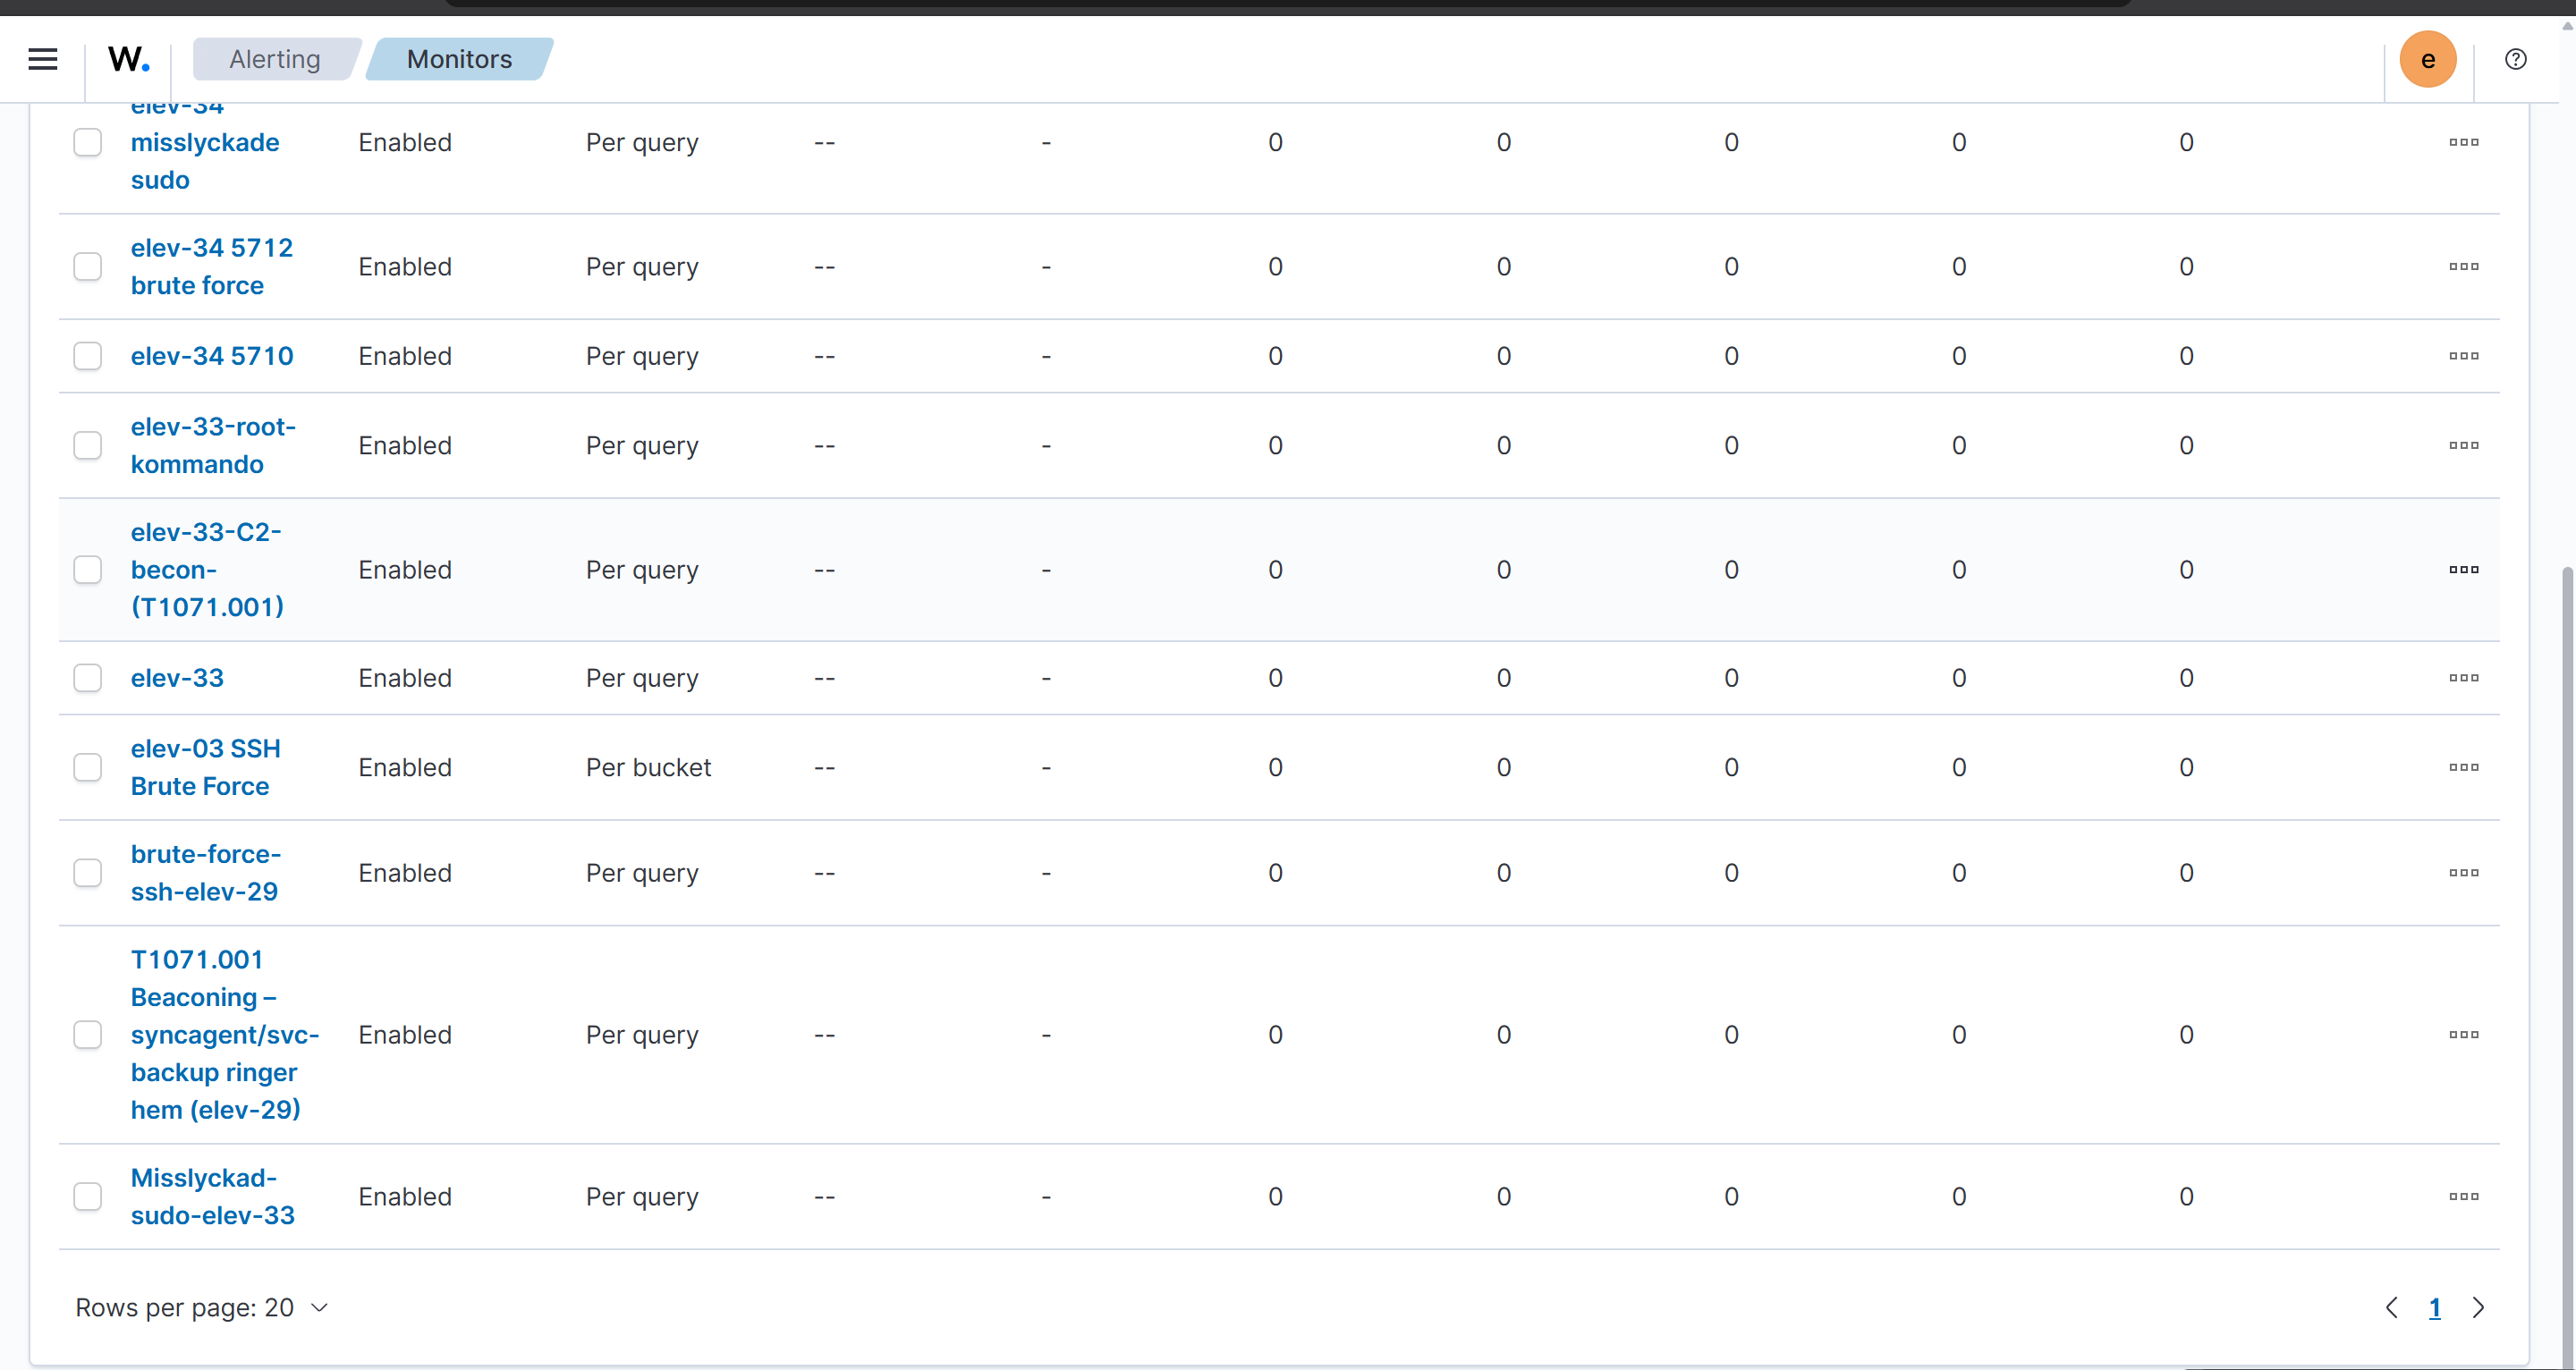 W. Alerting Monitors e
elev-34
misslyckade Enabled Per query -- - 0 0 0 0 0
sudo
elev-34 5712
brute force Enabled Per query -- - 0 0 0 0 0
elev-34 5710 Enabled Per query -- - 0 0 0 0 0
elev-33-root-
kommando Enabled Per query -- - 0 0 0 0 0
elev-33-C2-
becon- Enabled Per query -- - 0 0 0 0 0
(T1071.001)
elev-33 Enabled Per query -- - 0 0 0 0 0
elev-03 SSH
Brute Force Enabled Per bucket -- - 0 0 0 0 0
brute-force-
ssh-elev-29 Enabled Per query -- - 0 0 0 0 0
T1071.001
Beaconing –
syncagent/svc- Enabled Per query -- - 0 0 0 0 0
backup ringer
hem (elev-29)
Misslyckad-
sudo-elev-33 Enabled Per query -- - 0 0 0 0 0
Rows per page: 20 1